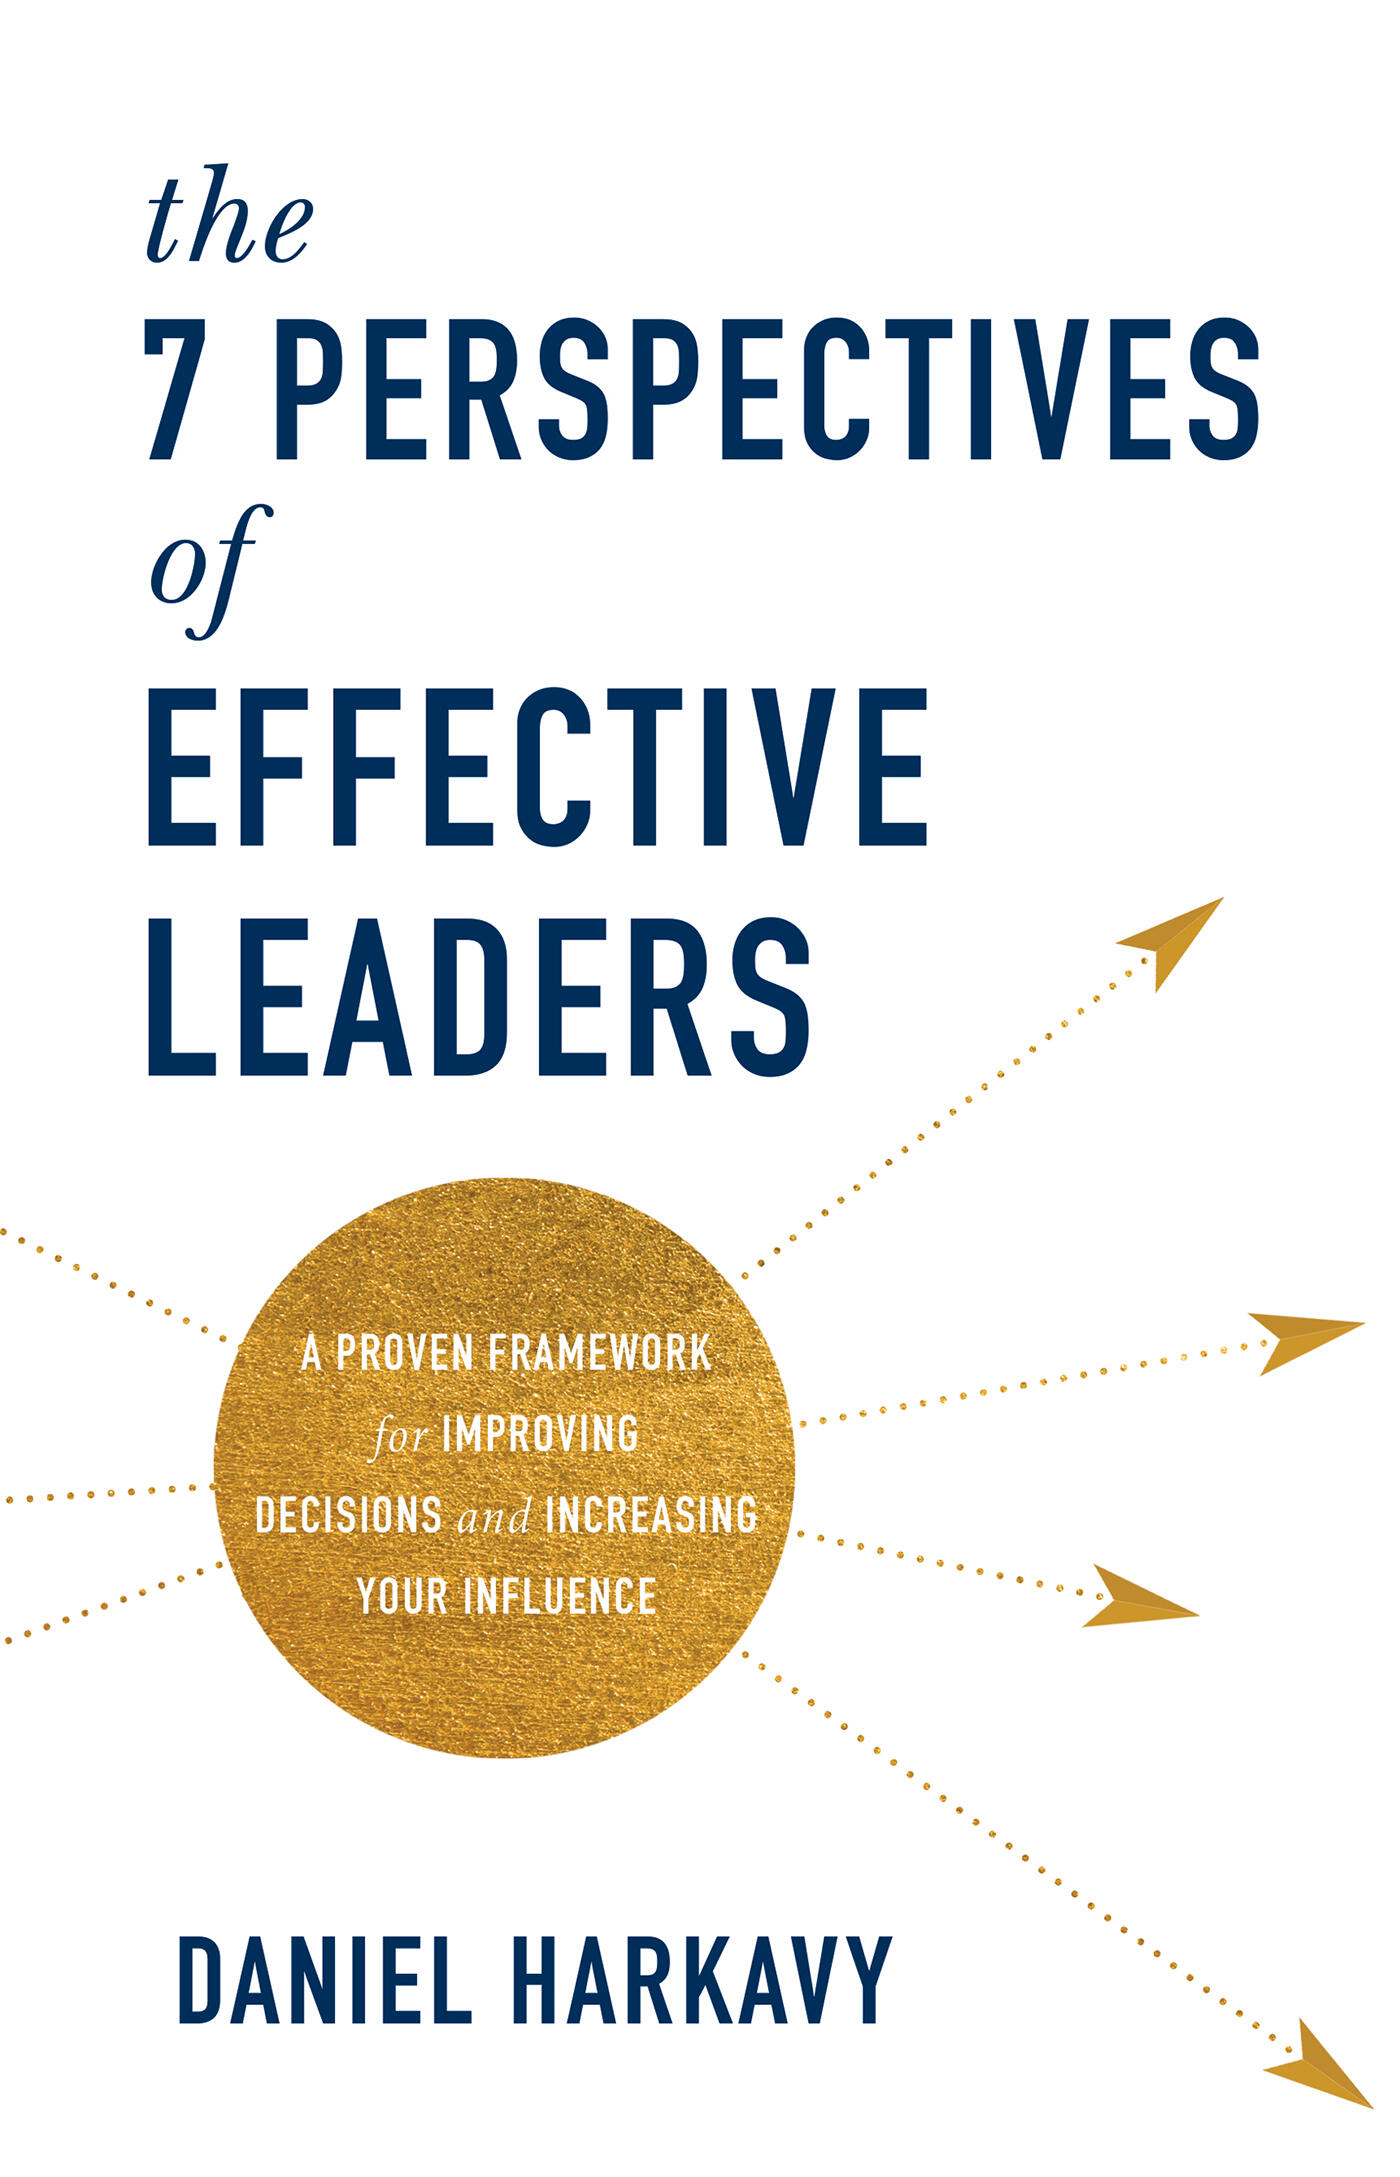 the
7 PERSPECTIVES
of
EFFECTIVE
LEADERS
A PROVEN FRAMEWORK
for IMPROVING
DECISIONS and INCREASING
YOUR INFLUENCE
DANIEL HARKAVY